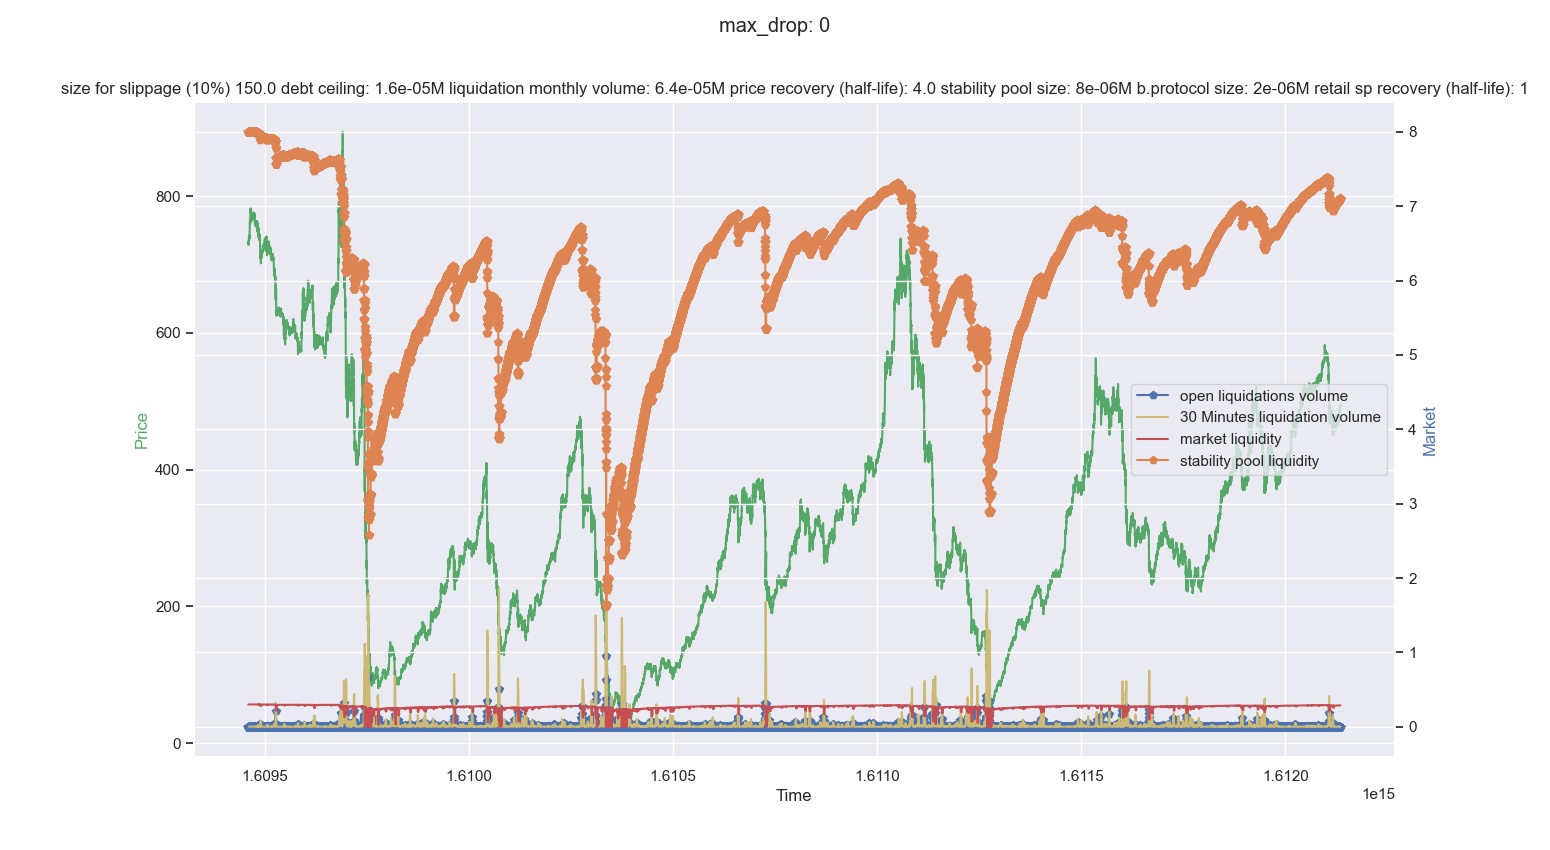 max_drop: 0
size for slippage (10%) 150.0 debt ceiling: 1.6e-05M liquidation monthly volume: 6.4e-05M price recovery (half-life): 4.0 stability pool size: 8e-06M b.protocol size: 2e-06M retail sp recovery (half-life): 1
8
800
7
6
600
5
open liquidations volume
30 Minutes liquidation volume
market liquidity
stability pool liquidity
Price
Market
4
400
3
2
200
1
0
0
1.6095 1.6100 1.6105 1.6110 1.6115 1.6120
Time
1e15